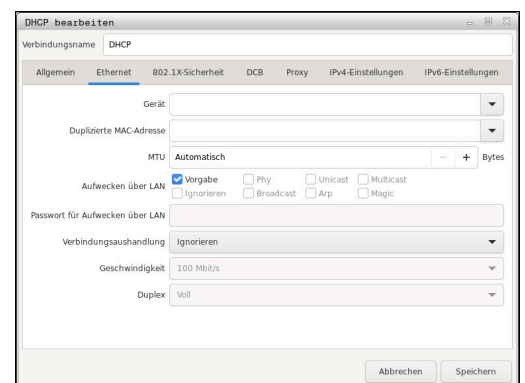 DHCP bearbeiten
Verbindungsname DHCP
Allgemein Ethernet 802.1X-Sicherheit DCB Proxy IPv4-Einstellungen IPv6-Einstellungen
Gerät
Duplizierte MAC-Adresse
MTU Automatisch − + Bytes
Aufwecken über LAN Vorgabe Phy Unicast Multicast
Ignorieren Broadcast Arp Magic
Passwort für Aufwecken über LAN
Verbindungsaushandlung Ignorieren
Geschwindigkeit 100 Mbit/s
Duplex Voll
Abbrechen Speichern